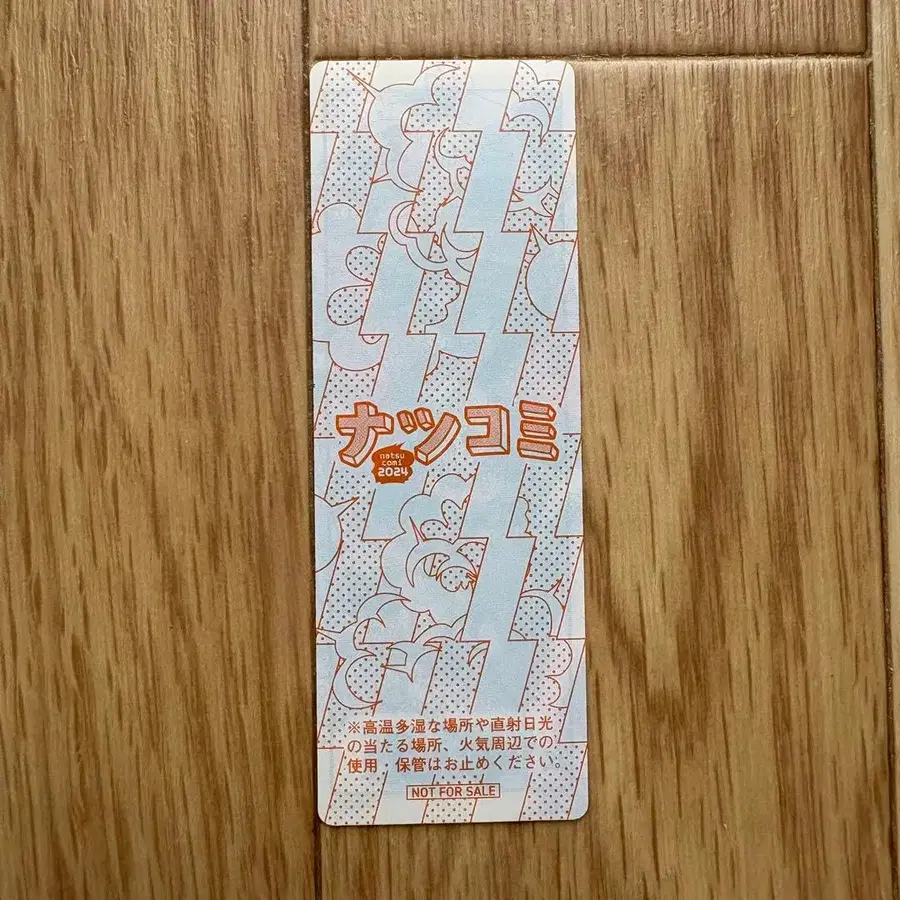 ナツコミ
natsu
comi
2024
※高温多湿な場所や直射日光
の当たる場所、火気周辺での
使用・保管はお止めください。
NOT FOR SALE